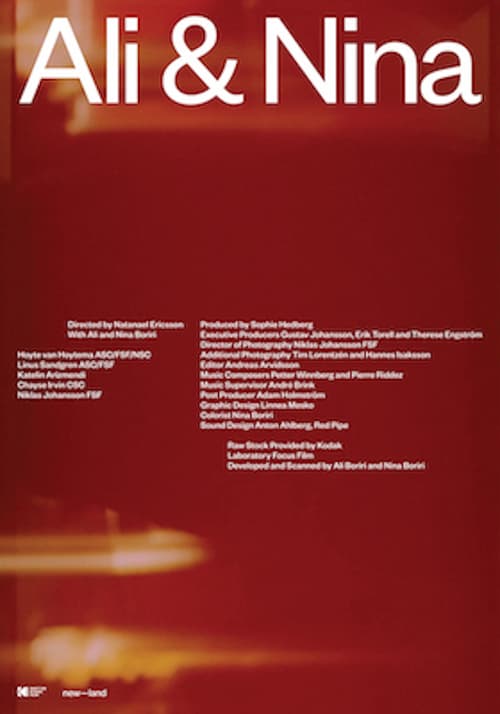 Ali & Nina
Directed by Natanael Ericsson
With Ali and Nina Boriri
Hoyte van Hoytema ASC/FSF/NSC
Linus Sandgren ASC/FSF
Katelin Arizmendi
Chayse Irvin CSC
Niklas Johansson FSF
Produced by Sophie Hedberg
Executive Producers Gustav Johansson, Erik Torell and Therese Engström
Director of Photography Niklas Johansson FSF
Additional Photography Tim Lorentzén and Hannes Isaksson
Editor Andreas Arvidsson
Music Composers Petter Winnberg and Pierre Riddez
Music Supervisor André Brink
Post Producer Adam Holmström
Graphic Design Linnea Mesko
Colorist Nina Boriri
Sound Design Anton Ahlberg, Red Pipe
Raw Stock Provided by Kodak
Laboratory Focus Film
Developed and Scanned by Ali Boriri and Nina Boriri
new—land